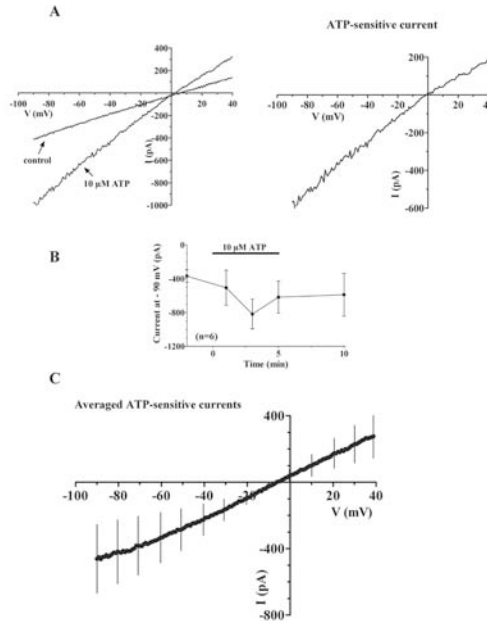 A
ATP-sensitive current
400
200
-100 -80 -60 -40 -20 20 40
V (mV)
-200
-400
-600
-800
-1000
I (pA)
control
10 μM ATP
200
-100 -80 -60 -40 -20 20 40
V (mV)
-200
-400
-600
I (pA)
B
10 μM ATP
0
-400
-800
-1200
Current at - 90 mV (pA)
(n=6)
0 5 10
Time (min)
C
Averaged ATP-sensitive currents
400
-100 -80 -60 -40 -20 0 20 40
V (mV)
-400
-800
I (pA)